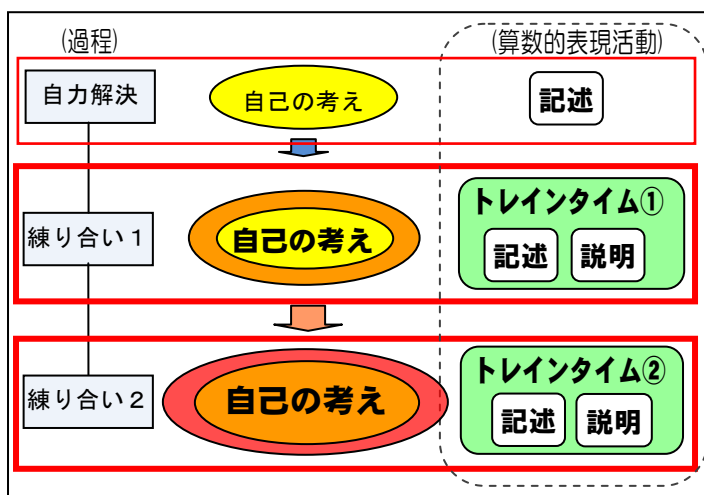 (過程)
(算数的表現活動)
自力解決
自己の考え
記述
練り合い1
自己の考え
トレインタイム①
記述
説明
練り合い2
自己の考え
トレインタイム②
記述
説明